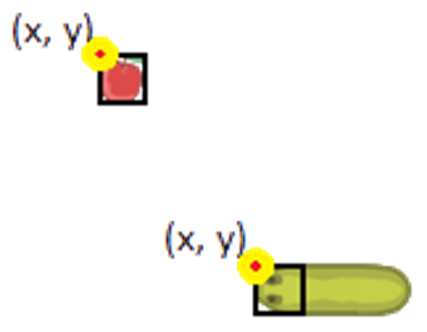 (x, y)
(x, y)